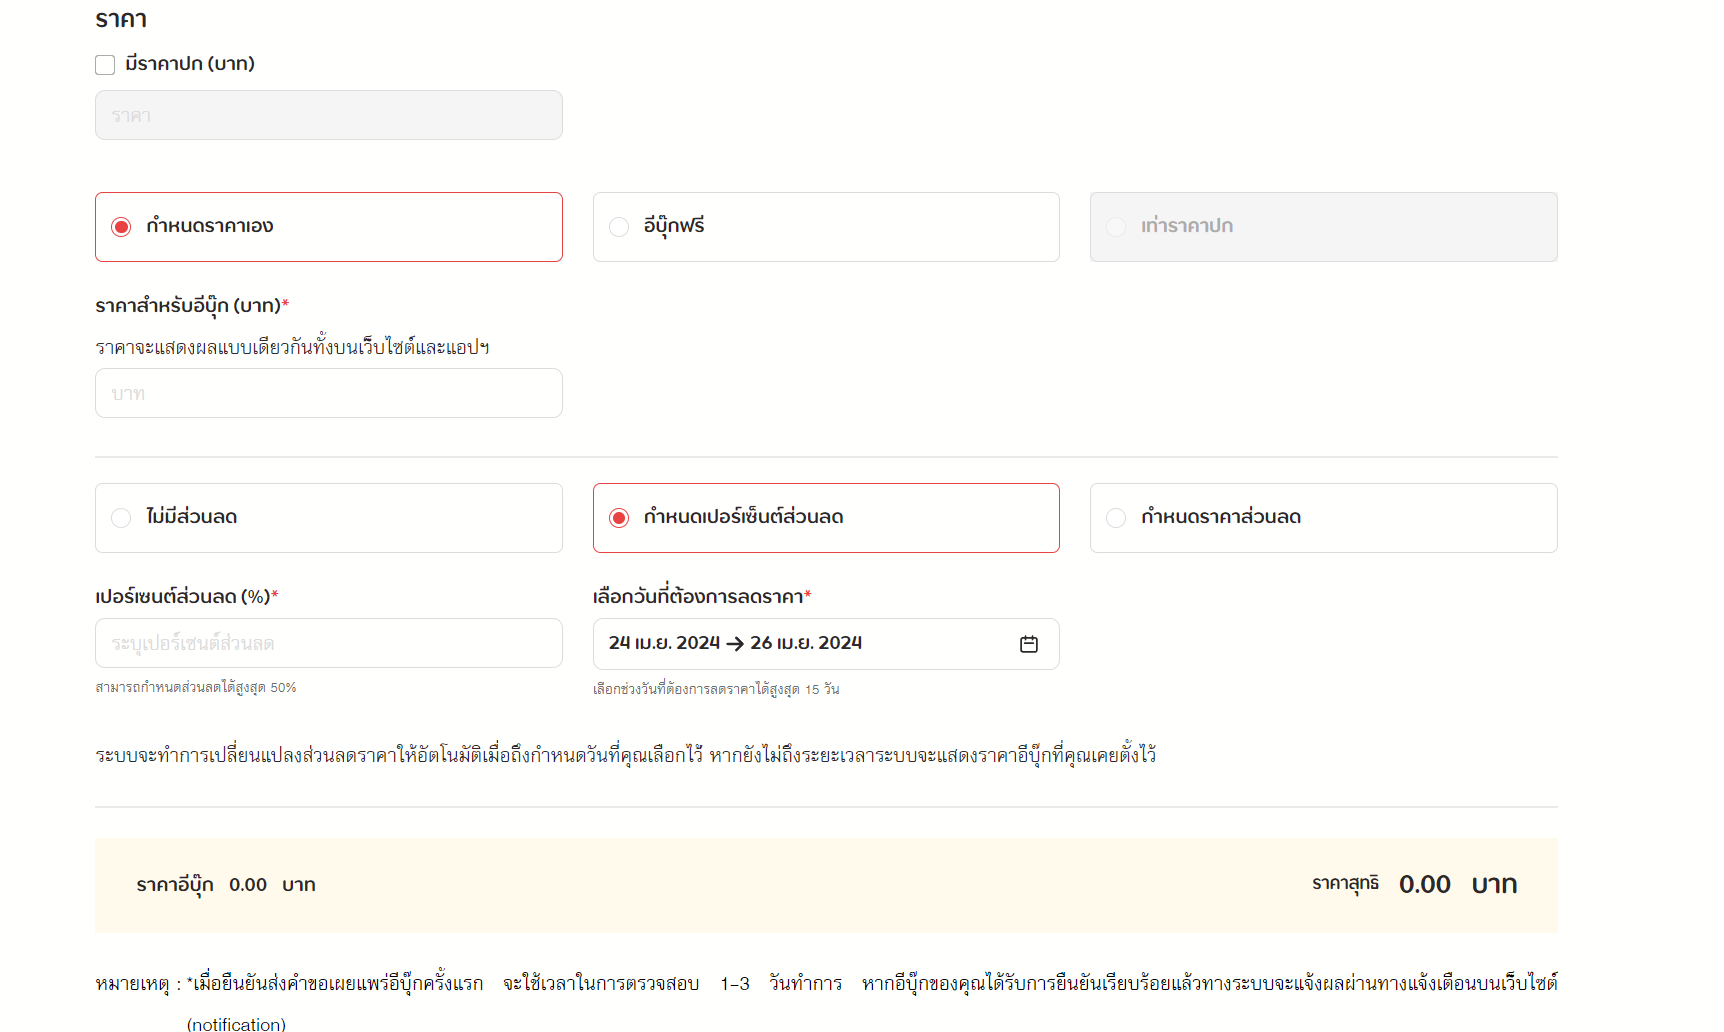 ราคา
มีราคาปก (บาท)
ราคา
กำหนดราคาเอง
อีบุ๊กฟรี
เท่าราคาปก
ราคาสำหรับอีบุ๊ก (บาท)*
ราคาจะแสดงผลแบบเดียวกันทั้งบนเว็บไซต์และแอปฯ
บาท
ไม่มีส่วนลด
กำหนดเปอร์เซ็นต์ส่วนลด
กำหนดราคาส่วนลด
เปอร์เซนต์ส่วนลด (%)*
เลือกวันที่ต้องการลดราคา*
ระบุเปอร์เซนต์ส่วนลด
24 เม.ย. 2024 → 26 เม.ย. 2024
สามารถกำหนดส่วนลดได้สูงสุด 50%
เลือกช่วงวันที่ต้องการลดราคาได้สูงสุด 15 วัน
ระบบจะทำการเปลี่ยนแปลงส่วนลดราคาให้อัตโนมัติเมื่อถึงกำหนดวันที่คุณเลือกไว้ หากยังไม่ถึงระยะเวลาระบบจะแสดงราคาอีบุ๊กที่คุณเคยตั้งไว้
ราคาอีบุ๊ก 0.00 บาท
ราคาสุทธิ 0.00 บาท
หมายเหตุ : *เมื่อยืนยันส่งคำขอเผยแพร่อีบุ๊กครั้งแรก จะใช้เวลาในการตรวจสอบ 1-3 วันทำการ หากอีบุ๊กของคุณได้รับการยืนยันเรียบร้อยแล้วทางระบบจะแจ้งผลผ่านทางแจ้งเตือนบนเว็บไซต์
(notification)